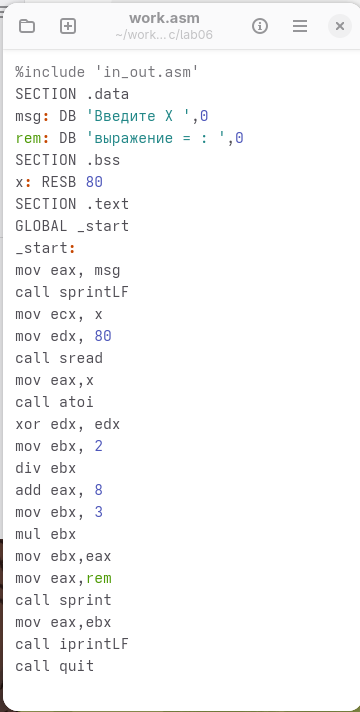 work.asm
~/work... c/lab06
%include 'in_out.asm'
SECTION .data
msg: DB 'Введите X ',0
rem: DB 'выражение = : ',0
SECTION .bss
x: RESB 80
SECTION .text
GLOBAL _start
_start:
mov eax, msg
call sprintLF
mov ecx, x
mov edx, 80
call sread
mov eax,x
call atoi
xor edx, edx
mov ebx, 2
div ebx
add eax, 8
mov ebx, 3
mul ebx
mov ebx,eax
mov eax,rem
call sprint
mov eax,ebx
call iprintLF
call quit